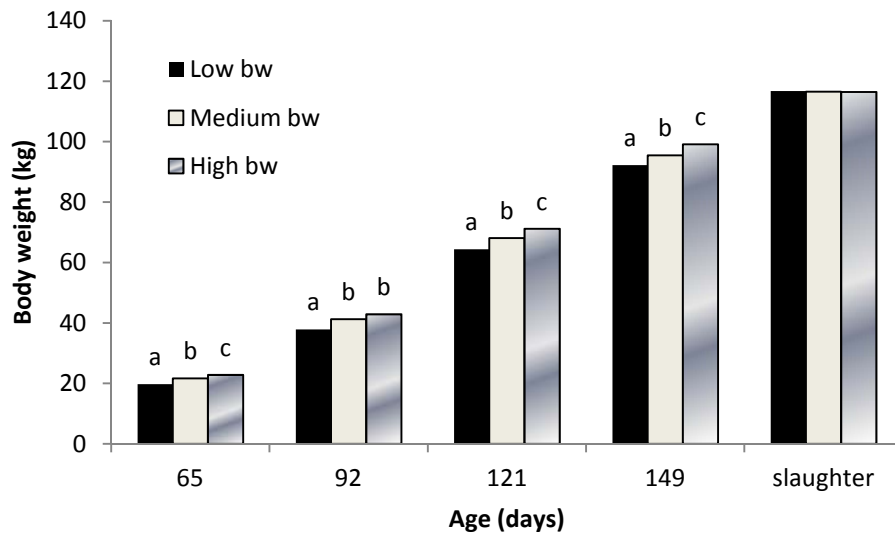 140
120
100
80
60
40
20
0
Body weight (kg)
Low bw
Medium bw
High bw
a b c
a b b
a b c
a b c
65 92 121 149 slaughter
Age (days)